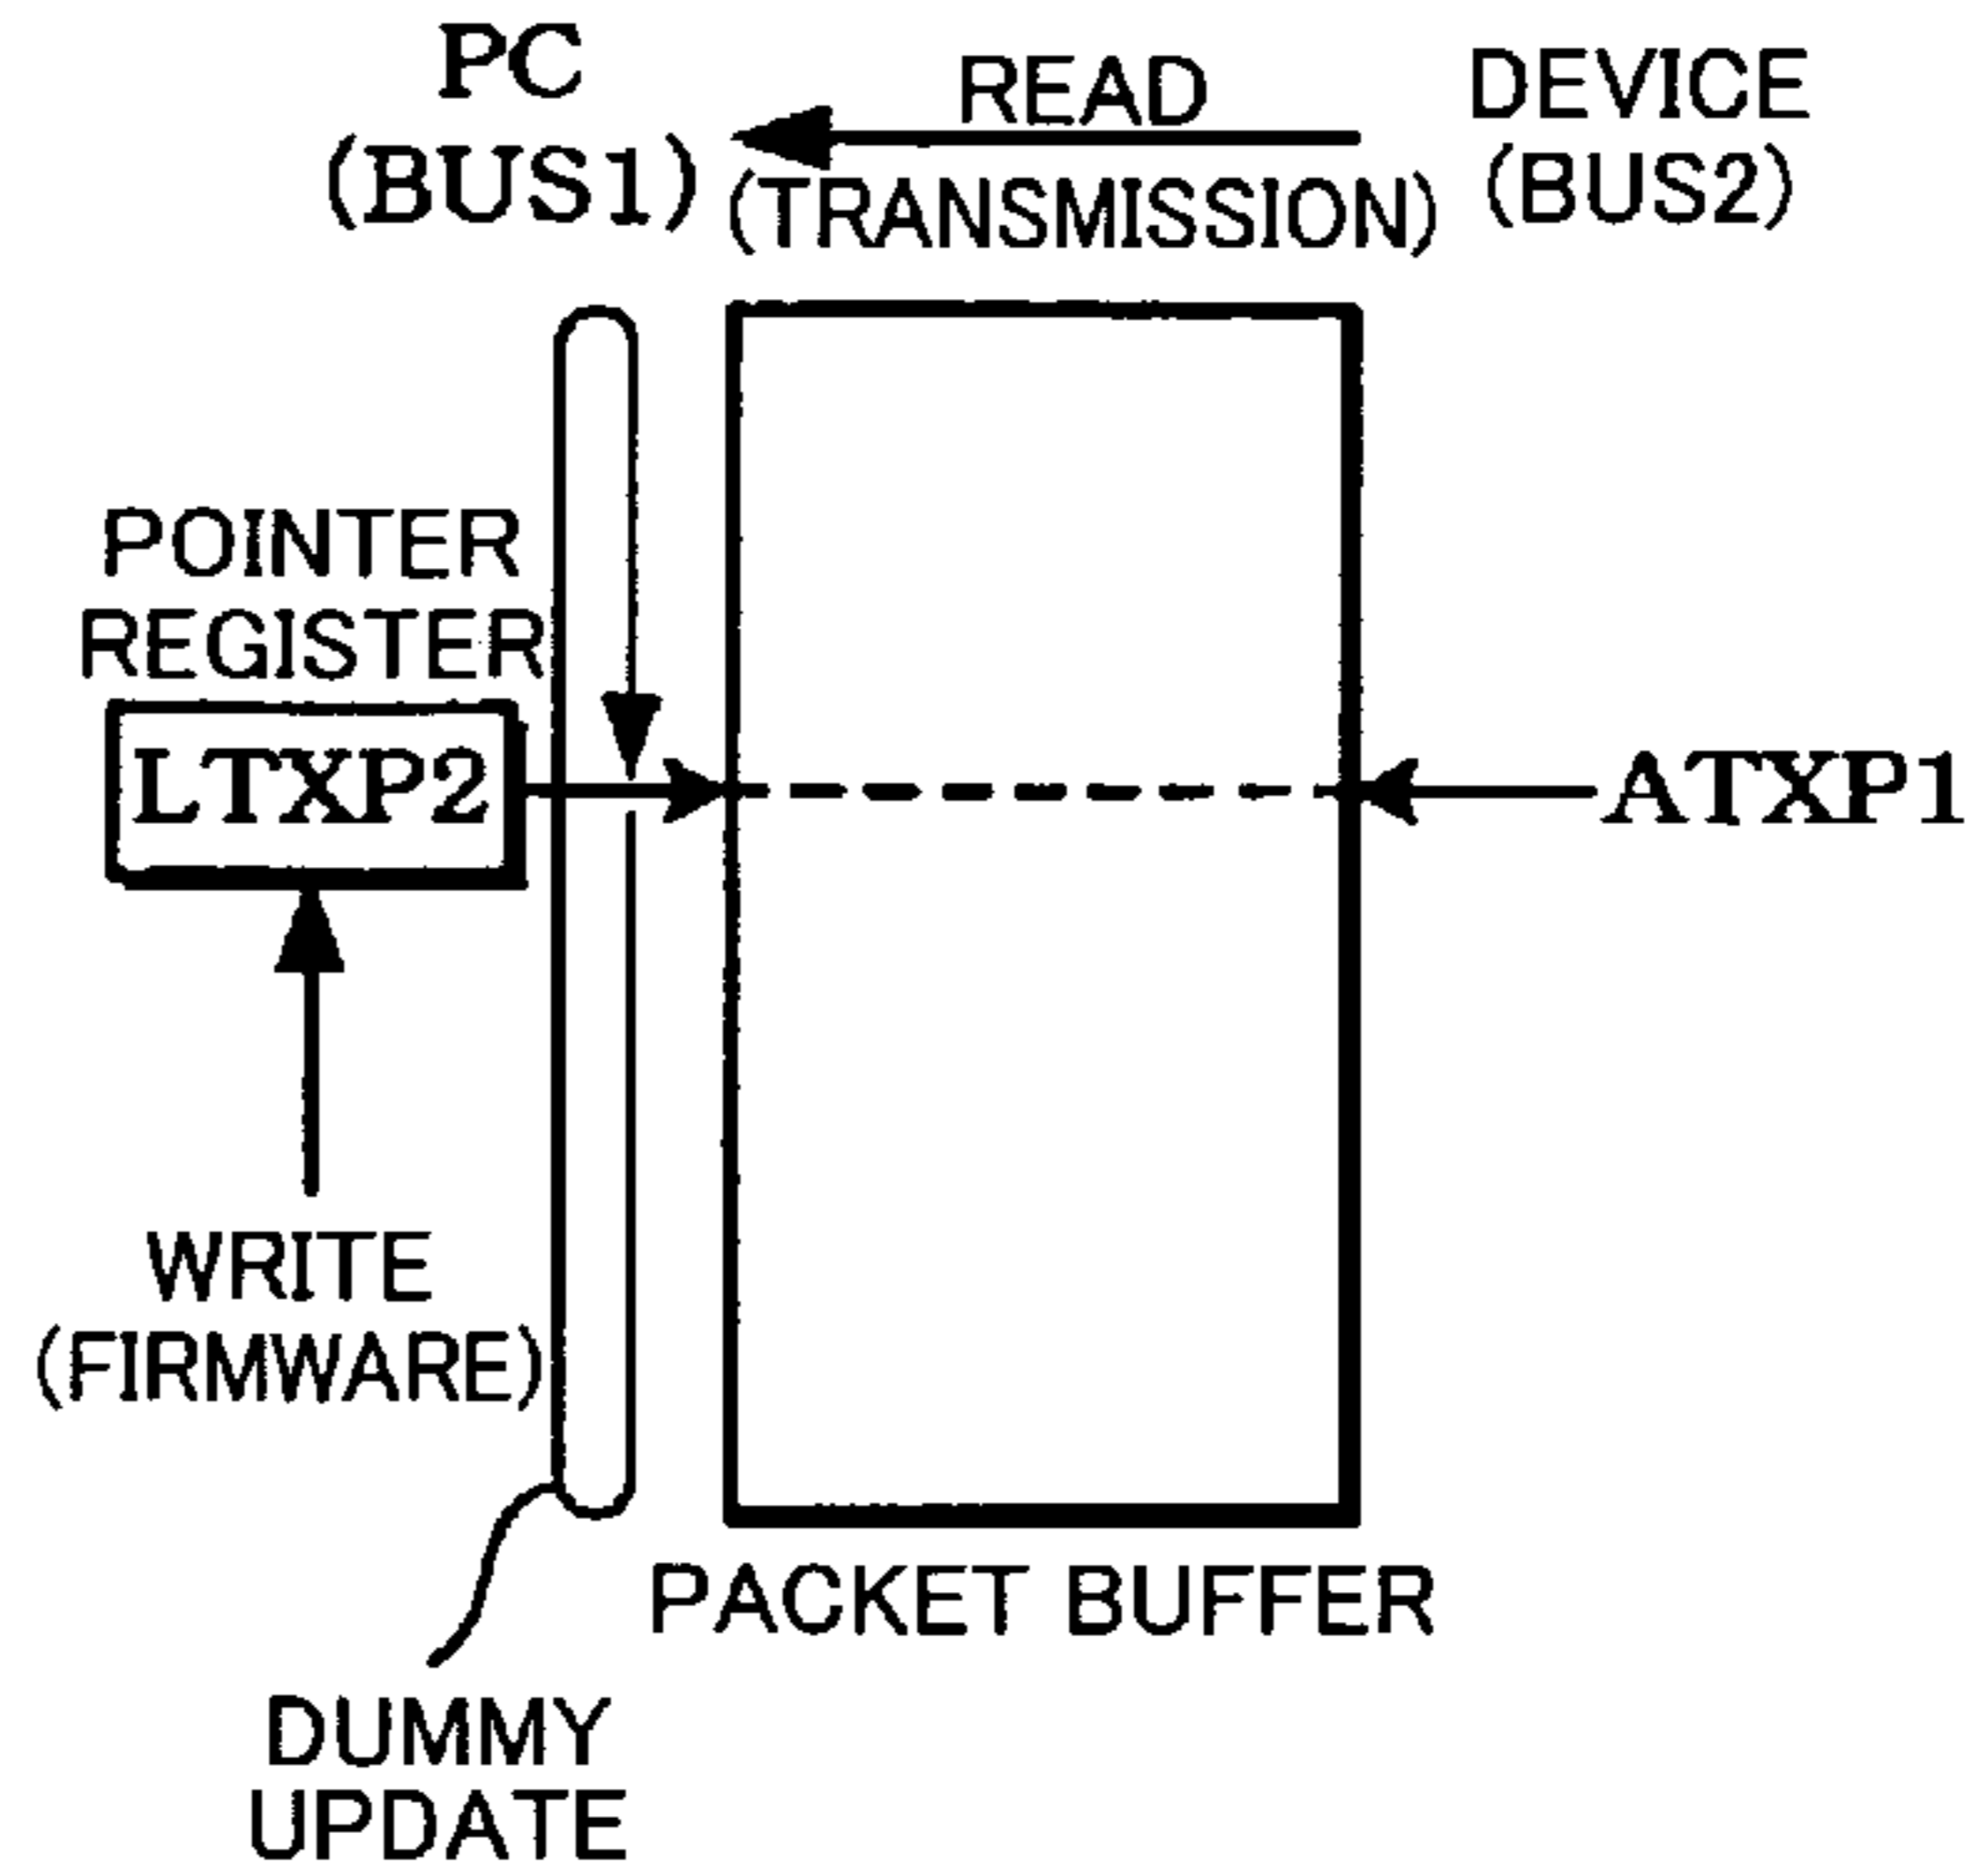 PC
(BUS1)
READ
(TRANSMISSION)
DEVICE
(BUS2)
POINTER
REGISTER
LTXP2
ATXP1
WRITE
(FIRMWARE)
PACKET BUFFER
DUMMY
UPDATE